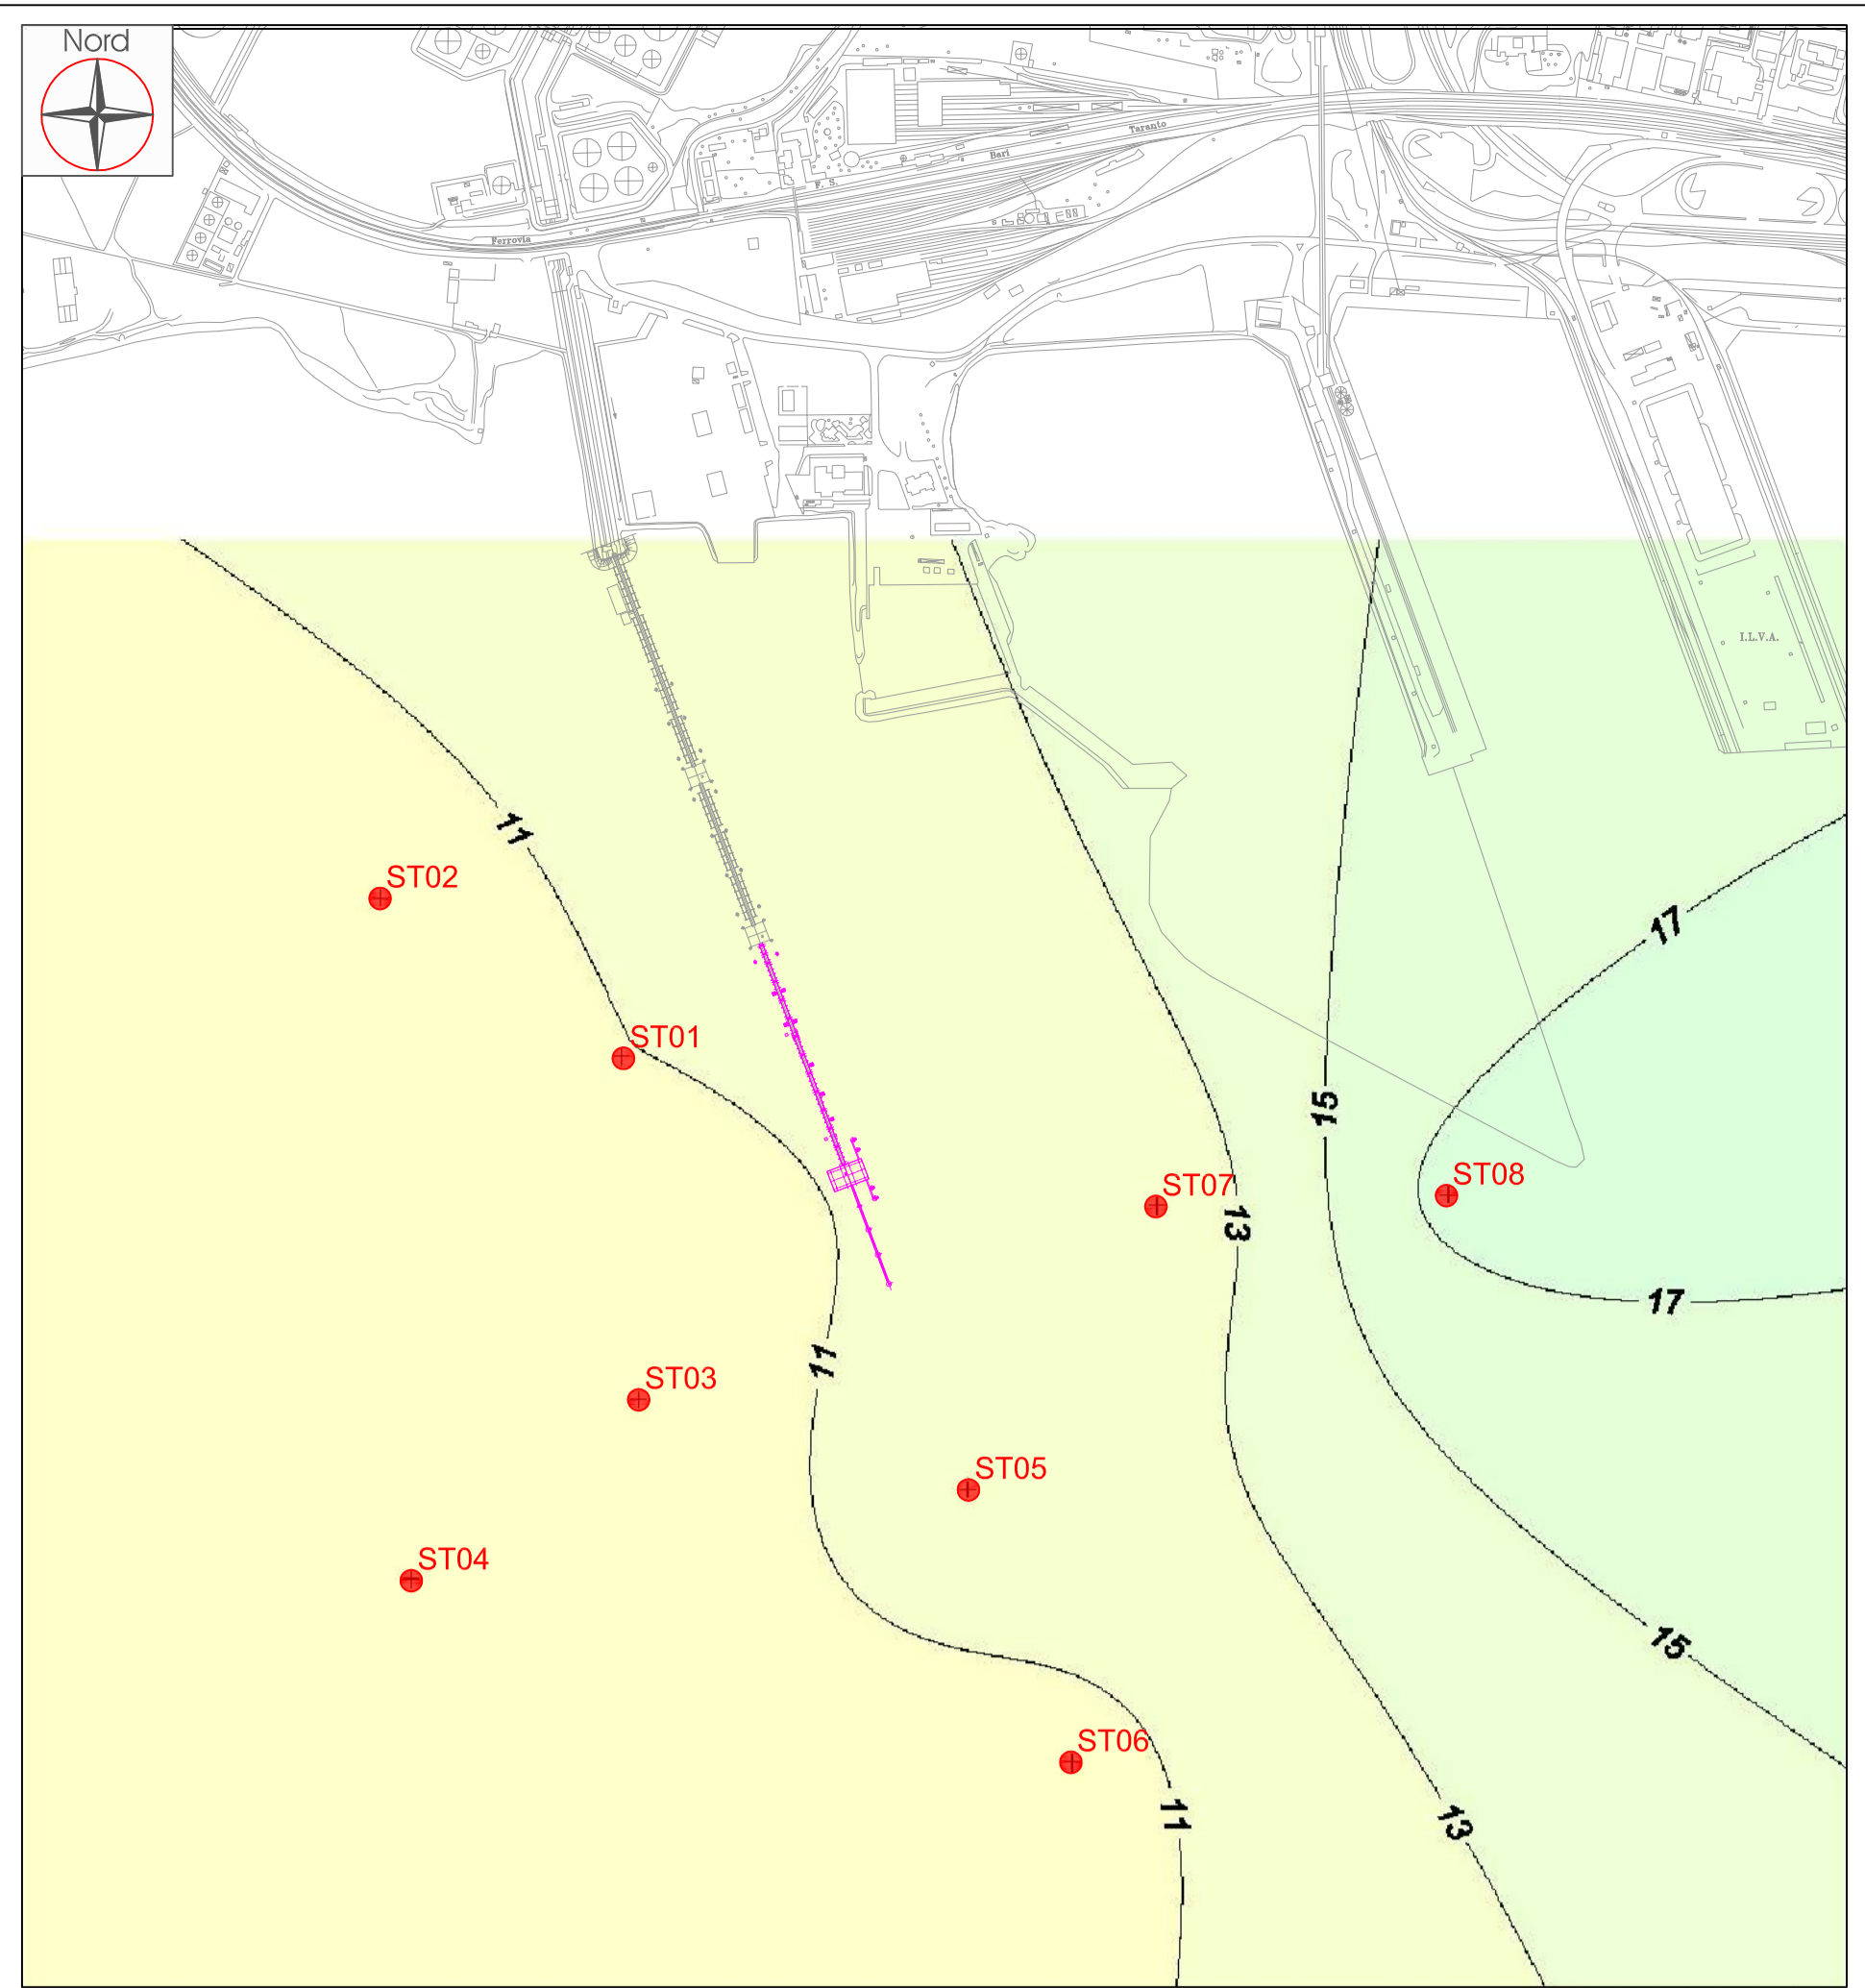 Nord
Taranto
Bari
F. S.
Ferrovia
I.L.V.A.
11
ST02
17
ST01
15
ST07
ST08
13
17
11
ST03
ST05
ST04
15
ST06
11
13